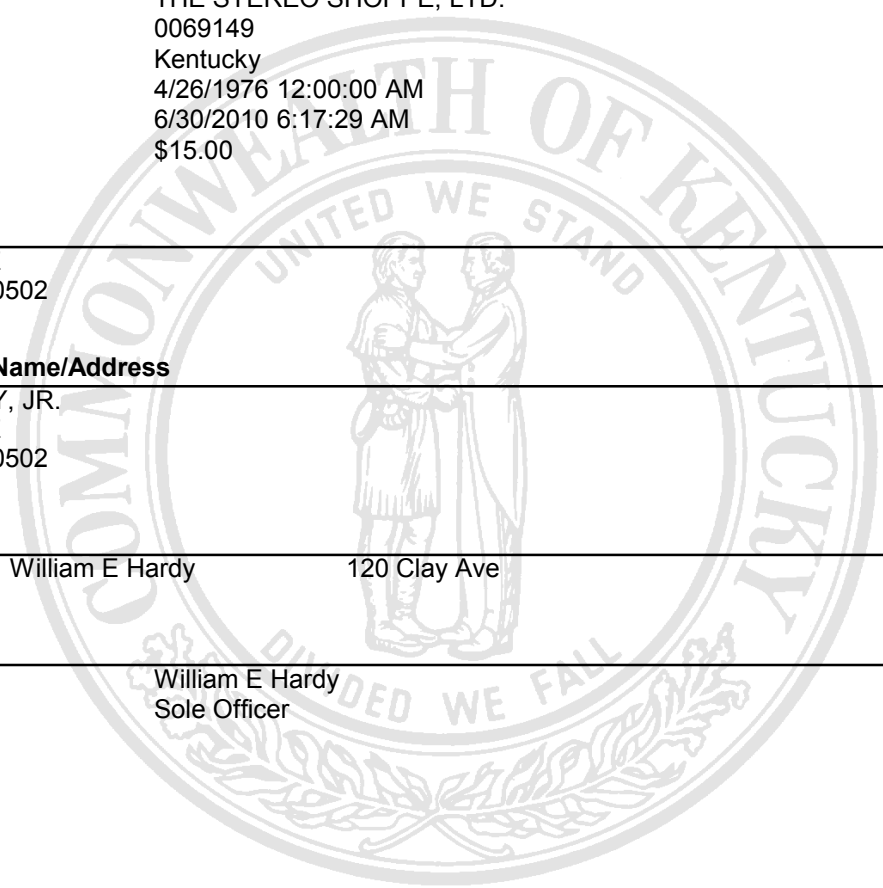 THE STEREO SHOPPE, LTD.
0069149
Kentucky
4/26/1976 12:00:00 AM
6/30/2010 6:17:29 AM
$15.00
0502
Name/Address
Y, JR.
0502
William E Hardy 120 Clay Ave
William E Hardy
Sole Officer
COMMONWEALTH OF KENTUCKY
UNITED WE STAND
DIVIDED WE FALL